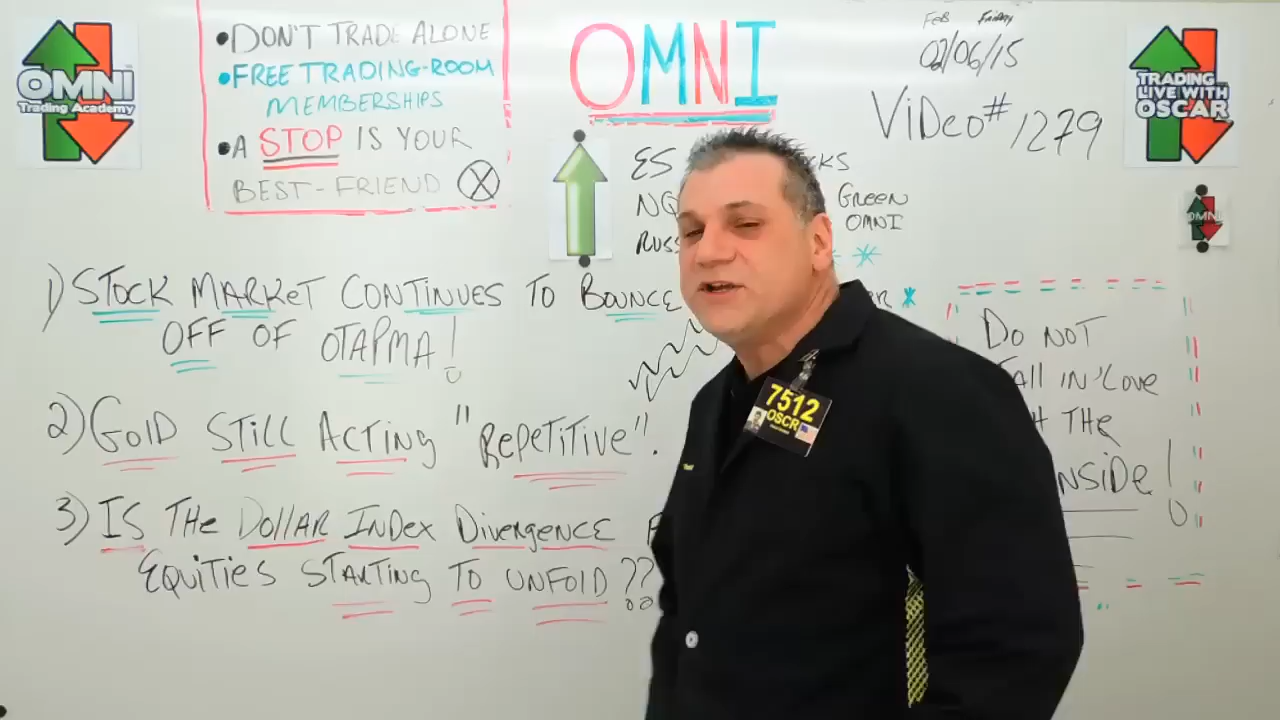 OMNI
Trading Academy
•DON'T TRADE ALONE
•FREE TRADING-ROOM
MEMBERSHIPS
•A STOP IS YOUR
BEST-FRIEND
OMNI
FEB FRIDAY
02/06/15
ViDeo# 1279
TRADING
LIVE WITH
OSCAR
ES
NQ GREEN
OMNI
OMNI
1) STOCK MARKET CONTINUES TO BOUNCE
OFF OF OTAPMA!
2) GOLD STILL ACTING "REPETITIVE".
3) IS THE DOLLAR INDEX DIVERGENCE
EQUITIES STARTING TO UNFOLD ??
DO NOT
IN LOVE
THE
7512
OSCR